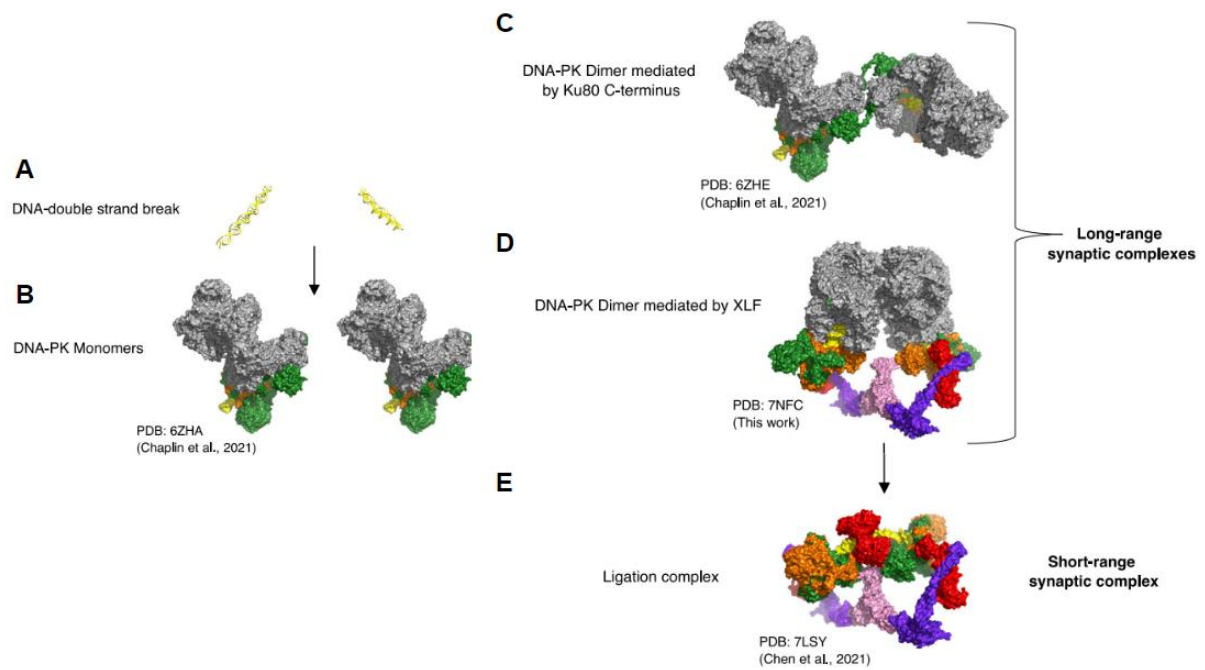 A
DNA-double strand break
B
DNA-PK Monomers
PDB: 6ZHA
(Chaplin et al., 2021)
C
DNA-PK Dimer mediated
by Ku80 C-terminus
PDB: 6ZHE
(Chaplin et al., 2021)
D
DNA-PK Dimer mediated by XLF
PDB: 7NFC
(This work)
Long-range
synaptic complexes
E
Ligation complex
PDB: 7LSY
(Chen et al., 2021)
Short-range
synaptic complex